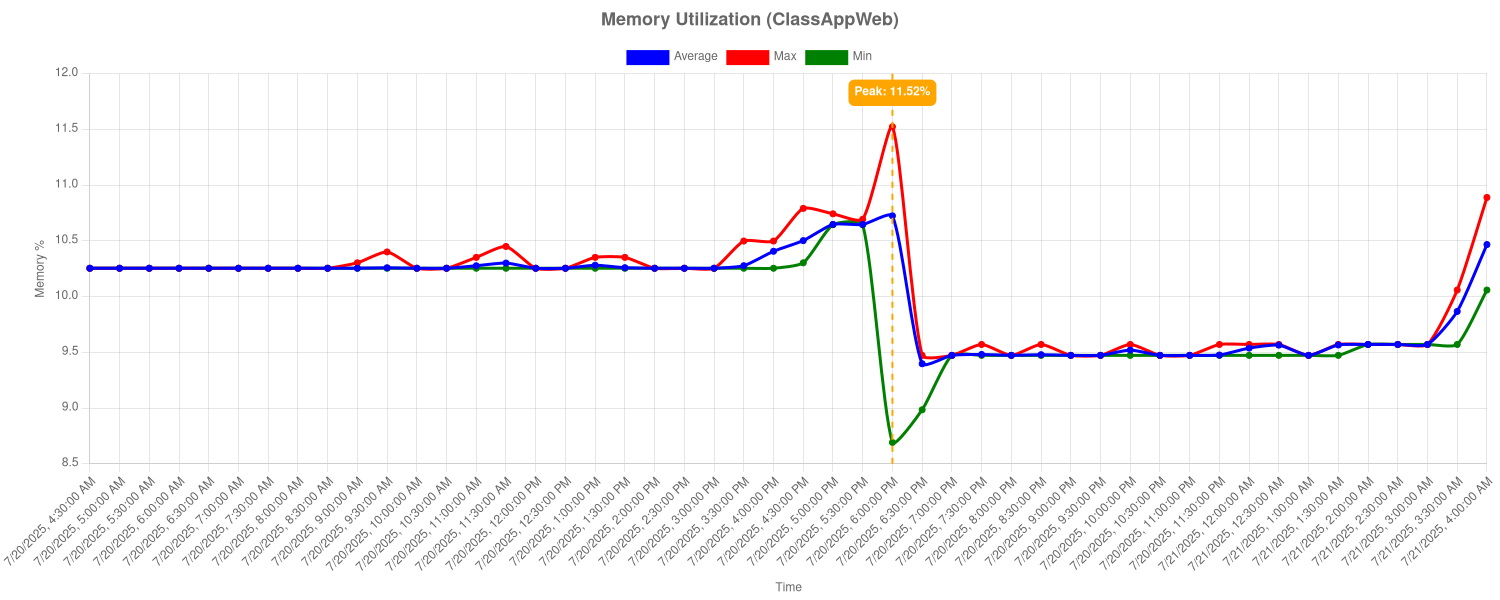 Memory Utilization (ClassAppWeb)
Average Max Min
Peak: 11.52%
12.0
11.5
11.0
10.5
10.0
9.5
9.0
8.5
Memory %
7/20/2025, 4:30:00 AM
7/20/2025, 5:00:00 AM
7/20/2025, 5:30:00 AM
7/20/2025, 6:00:00 AM
7/20/2025, 6:30:00 AM
7/20/2025, 7:00:00 AM
7/20/2025, 7:30:00 AM
7/20/2025, 8:00:00 AM
7/20/2025, 8:30:00 AM
7/20/2025, 9:00:00 AM
7/20/2025, 9:30:00 AM
7/20/2025, 10:00:00 AM
7/20/2025, 10:30:00 AM
7/20/2025, 11:00:00 AM
7/20/2025, 11:30:00 AM
7/20/2025, 12:00:00 PM
7/20/2025, 12:30:00 PM
7/20/2025, 1:00:00 PM
7/20/2025, 1:30:00 PM
7/20/2025, 2:00:00 PM
7/20/2025, 2:30:00 PM
7/20/2025, 3:00:00 PM
7/20/2025, 3:30:00 PM
7/20/2025, 4:00:00 PM
7/20/2025, 4:30:00 PM
7/20/2025, 5:00:00 PM
7/20/2025, 5:30:00 PM
7/20/2025, 6:00:00 PM
7/20/2025, 6:30:00 PM
7/20/2025, 7:00:00 PM
7/20/2025, 7:30:00 PM
7/20/2025, 8:00:00 PM
7/20/2025, 8:30:00 PM
7/20/2025, 9:00:00 PM
7/20/2025, 9:30:00 PM
7/20/2025, 10:00:00 PM
7/20/2025, 10:30:00 PM
7/20/2025, 11:00:00 PM
7/20/2025, 11:30:00 PM
7/21/2025, 12:00:00 AM
7/21/2025, 12:30:00 AM
7/21/2025, 1:00:00 AM
7/21/2025, 1:30:00 AM
7/21/2025, 2:00:00 AM
7/21/2025, 2:30:00 AM
7/21/2025, 3:00:00 AM
7/21/2025, 3:30:00 AM
7/21/2025, 4:00:00 AM
Time